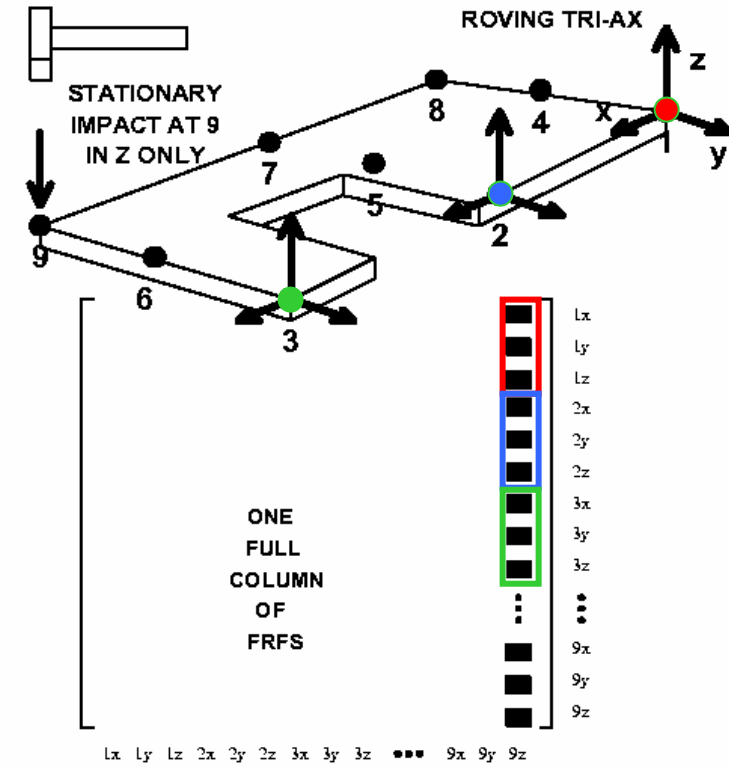 ROVING TRI-AX
STATIONARY
IMPACT AT 9
IN Z ONLY
z
x
y
8
4
7
5
2
9
6
3
1x
1y
1z
2x
2y
2z
3x
3y
3z
ONE
FULL
COLUMN
OF
FRFS
9x
9y
9z
1x 1y 1z 2x 2y 2z 3x 3y 3z ••• 9x 9y 9z